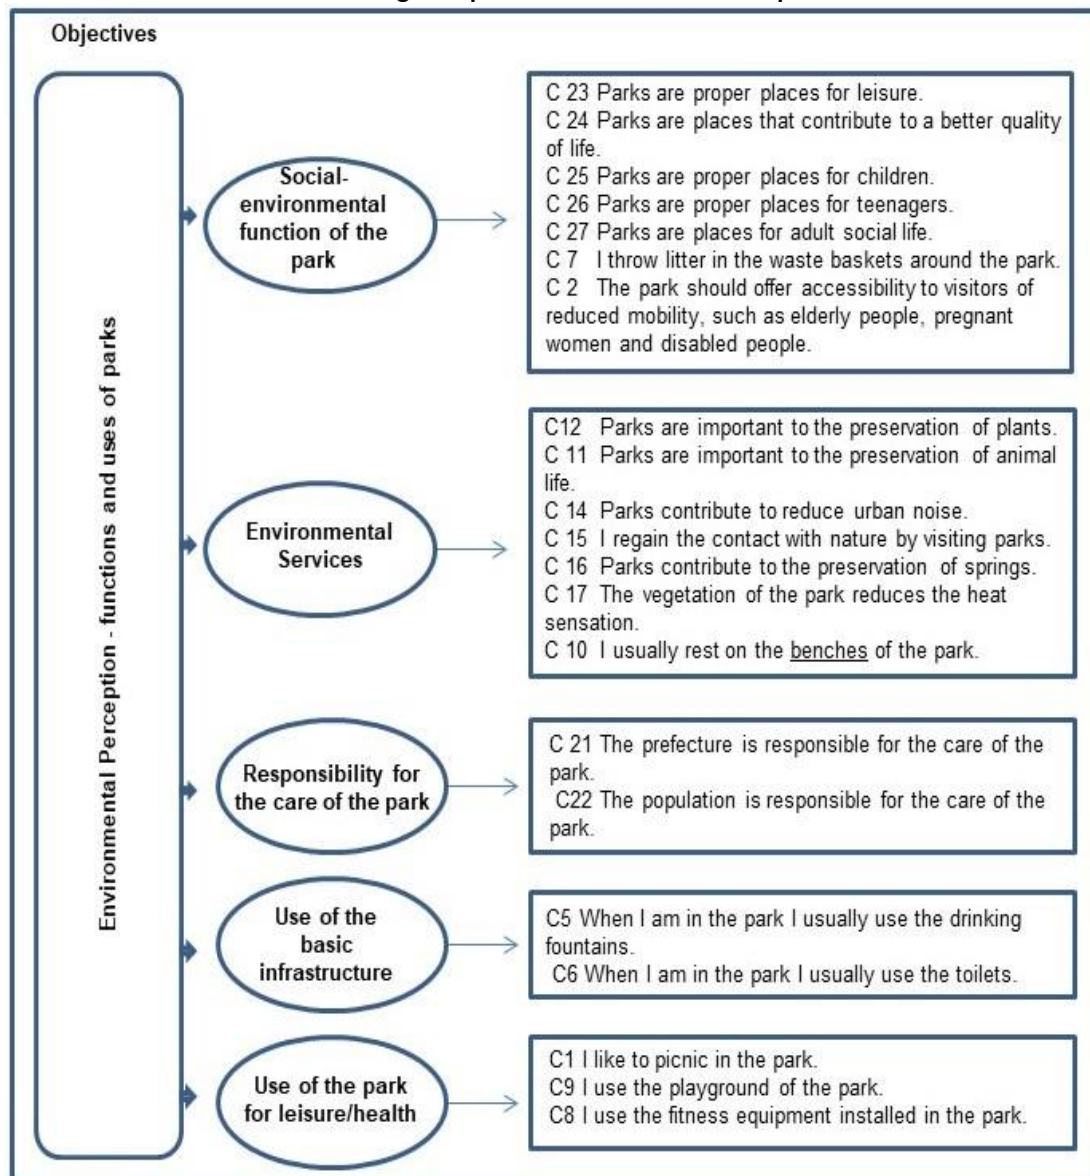 Objectives
Environmental Perception - functions and uses of parks
Social-
environmental
function of the
park
C 23 Parks are proper places for leisure.
C 24 Parks are places that contribute to a better quality
of life.
C 25 Parks are proper places for children.
C 26 Parks are proper places for teenagers.
C 27 Parks are places for adult social life.
C 7 I throw litter in the waste baskets around the park.
C 2 The park should offer accessibility to visitors of
reduced mobility, such as elderly people, pregnant
women and disabled people.
Environmental
Services
C12 Parks are important to the preservation of plants.
C 11 Parks are important to the preservation of animal
life.
C 14 Parks contribute to reduce urban noise.
C 15 I regain the contact with nature by visiting parks.
C 16 Parks contribute to the preservation of springs.
C 17 The vegetation of the park reduces the heat
sensation.
C 10 I usually rest on the benches of the park.
Responsibility for
the care of the park
C 21 The prefecture is responsible for the care of the
park.
C22 The population is responsible for the care of the
park.
Use of the
basic
infrastructure
C5 When I am in the park I usually use the drinking
fountains.
C6 When I am in the park I usually use the toilets.
Use of the park
for leisure/health
C1 I like to picnic in the park.
C9 I use the playground of the park.
C8 I use the fitness equipment installed in the park.